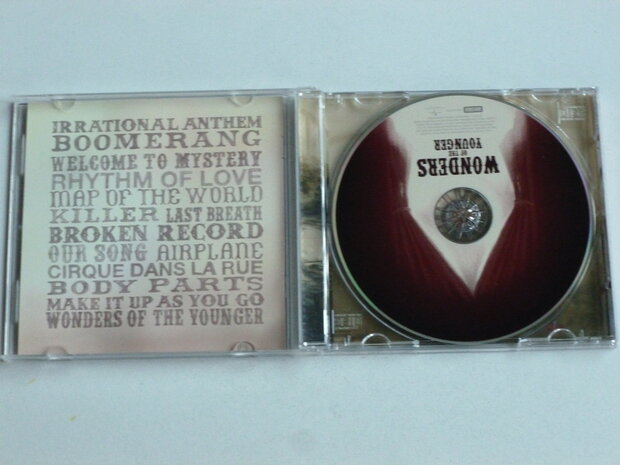 IRRATIONAL ANTHEM
BOOMERANG
WELCOME TO MYSTERY
RHYTHM OF LOVE
MAP OF THE WORLD
KILLER LAST BREATH
BROKEN RECORD
OUR SONG AIRPLANE
CIRQUE DANS LA RUE
BODY PARTS
MAKE IT UP AS YOU GO
WONDERS OF THE YOUNGER
WONDERS
OF THE
YOUNGER